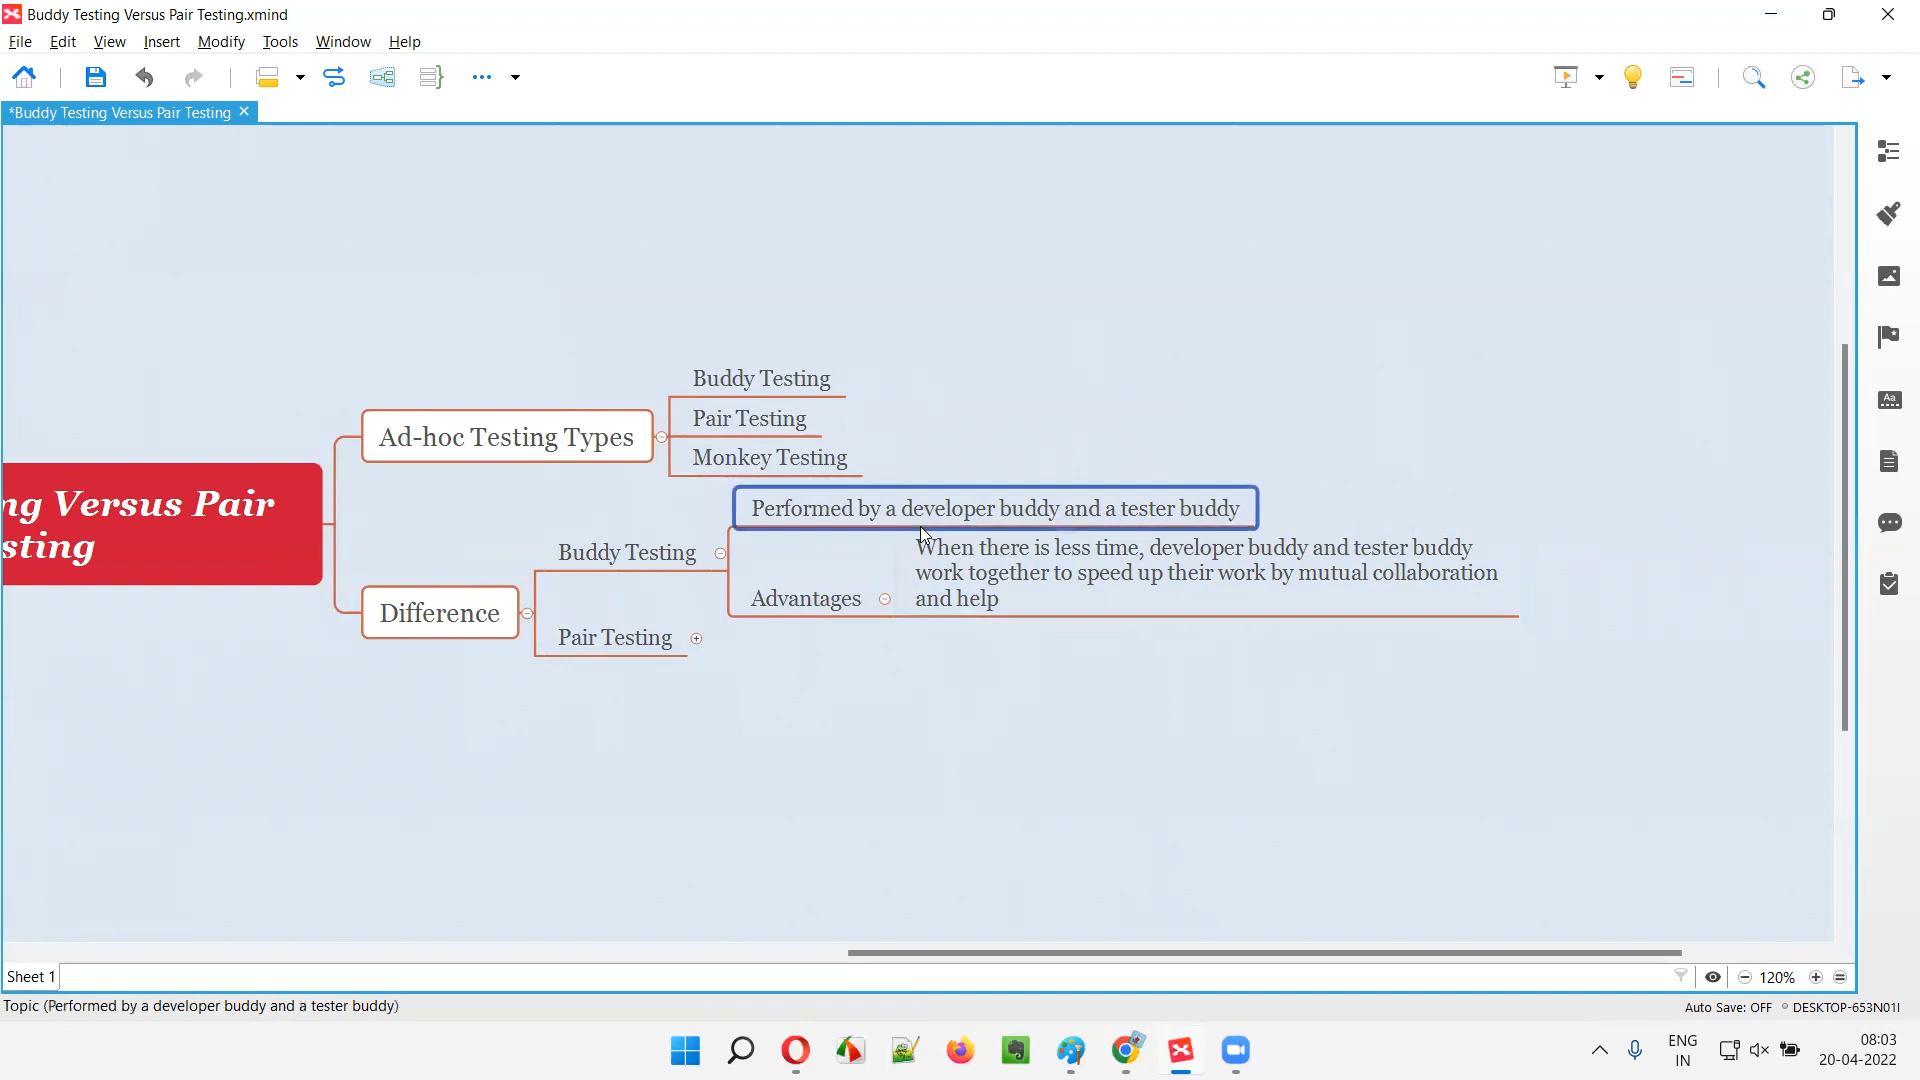 Buddy Testing Versus Pair Testing.xmind
File Edit View Insert Modify Tools Window Help
*Buddy Testing Versus Pair Testing
Buddy Testing
Pair Testing
Monkey Testing
Ad-hoc Testing Types
ng Versus Pair
sting
Performed by a developer buddy and a tester buddy
Buddy Testing
When there is less time, developer buddy and tester buddy
work together to speed up their work by mutual collaboration
and help
Advantages
Difference
Pair Testing
Aa
Sheet 1
120%
Topic (Performed by a developer buddy and a tester buddy)
Auto Save: OFF
DESKTOP-653N01I
ENG
IN
08:03
20-04-2022